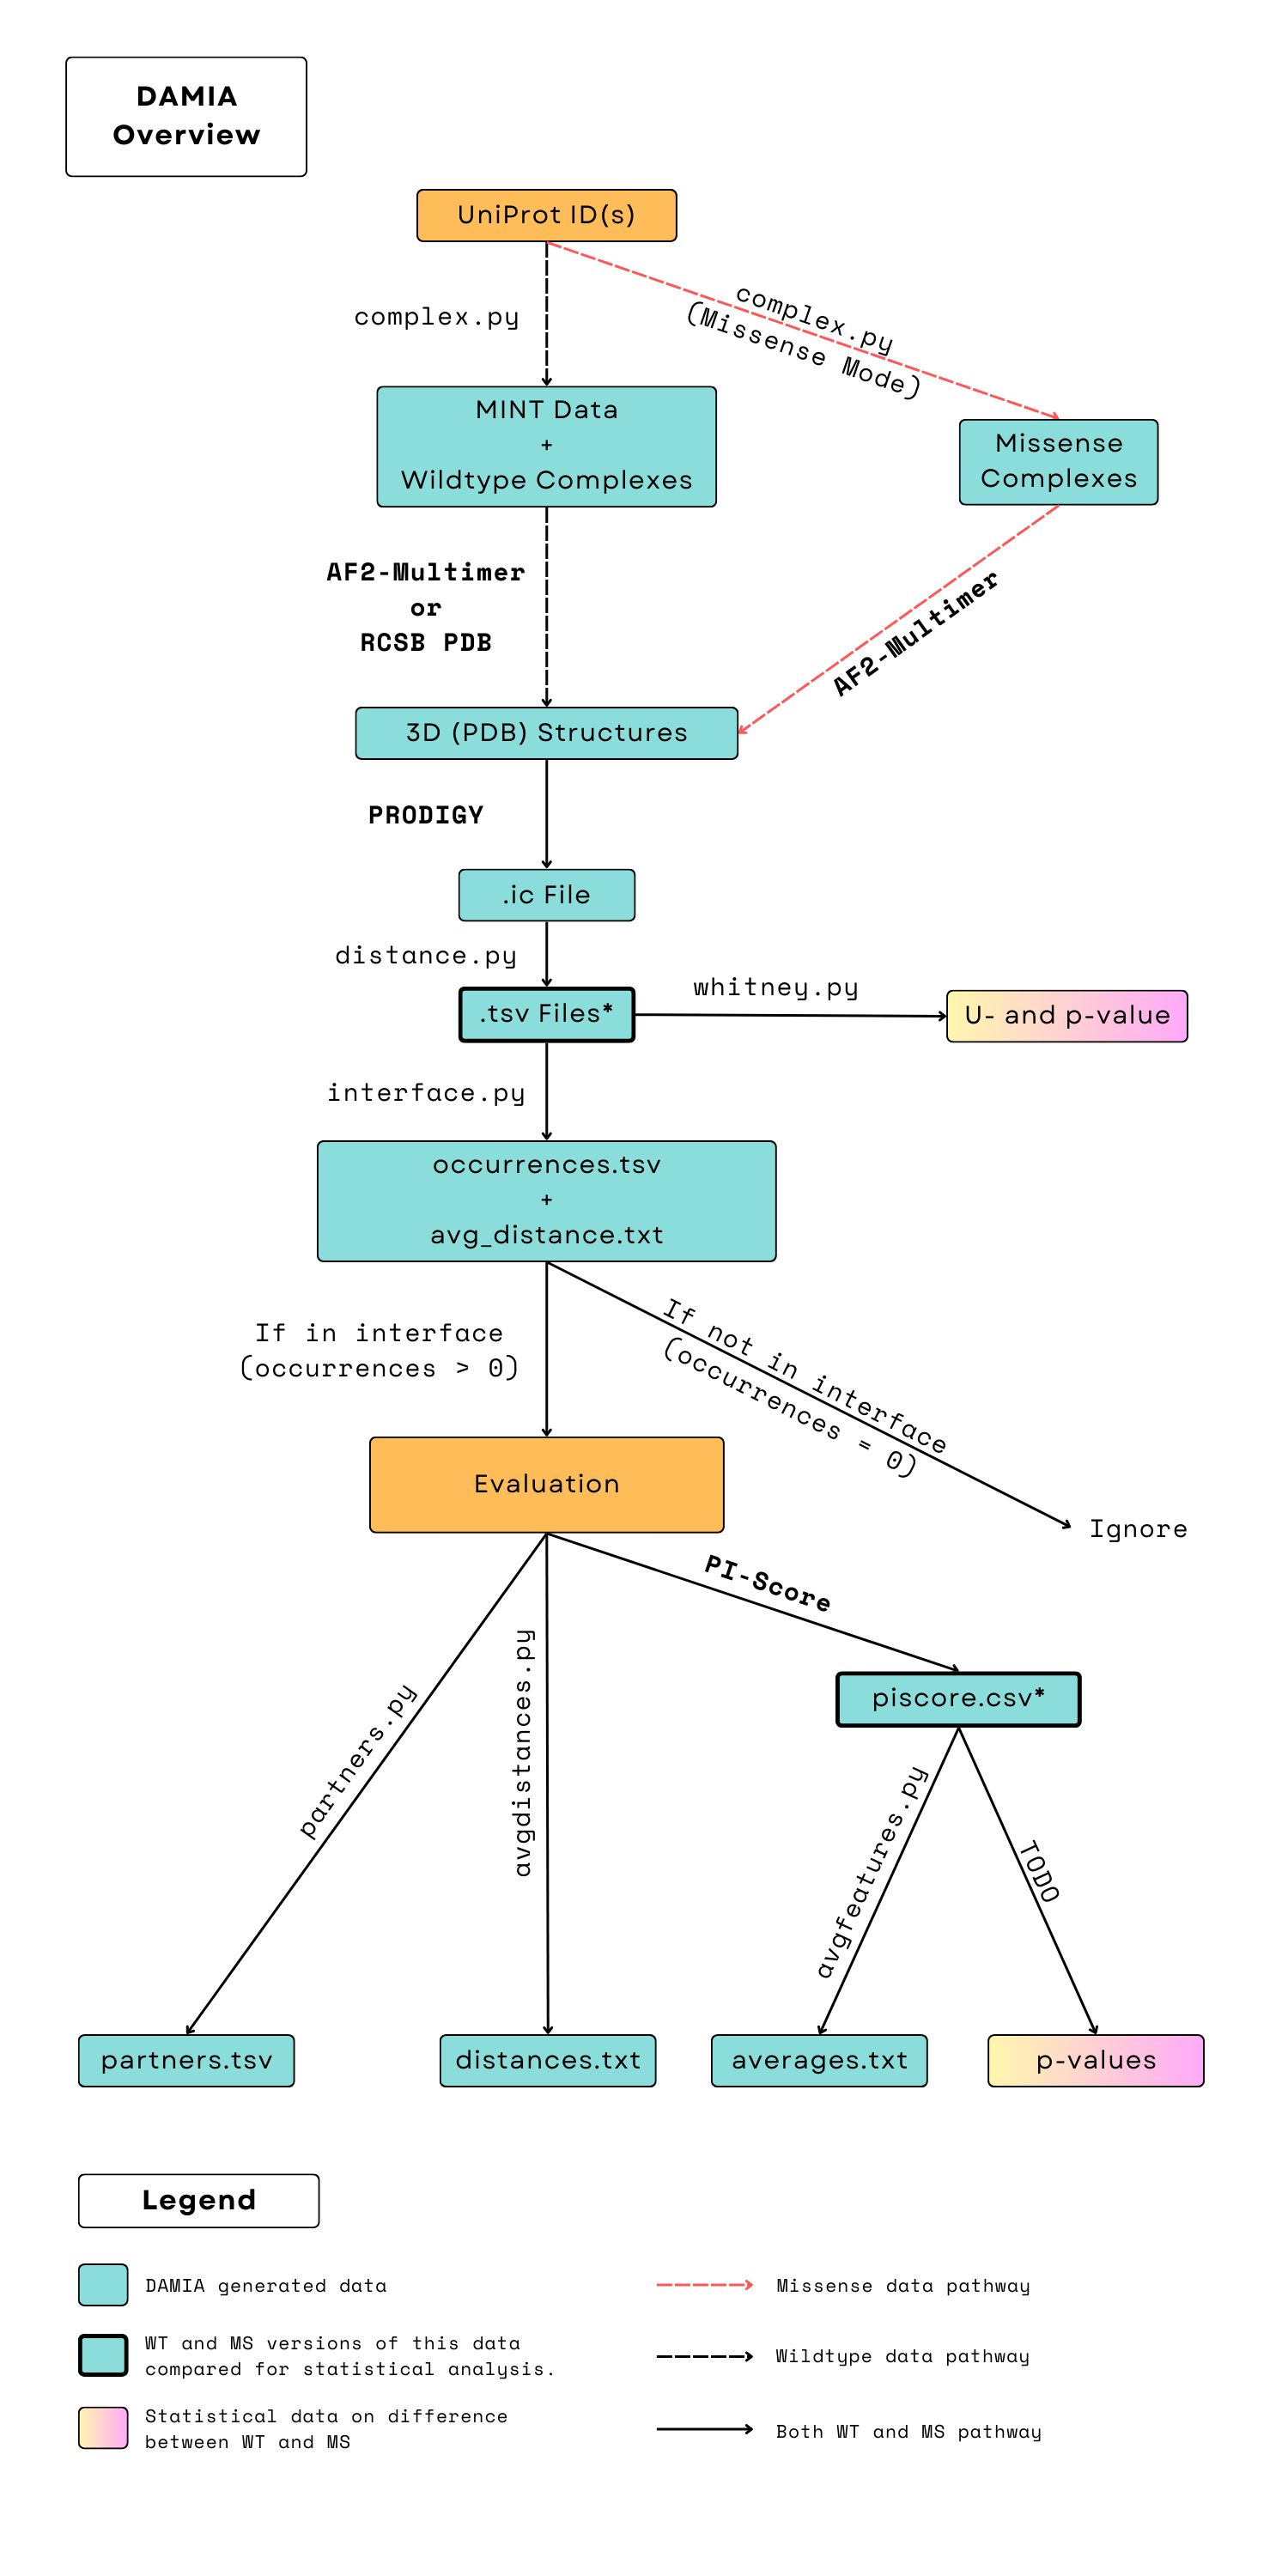 DAMIA
Overview
UniProt ID(s)
complex.py
complex.py
(Missense Mode)
MINT Data
+
Wildtype Complexes
Missense
Complexes
AF2-Multimer
or
RCSB PDB
AF2-Multimer
3D (PDB) Structures
PRODIGY
.ic File
distance.py
.tsv Files*
whitney.py
U- and p-value
interface.py
occurrences.tsv
+
avg_distance.txt
If in interface
(occurrences > 0)
If not in interface
(occurrences = 0)
Evaluation
Ignore
PI-Score
partners.py
avgdistances.py
piscore.csv*
avgfeatures.py
TODO
partners.tsv
distances.txt
averages.txt
p-values
Legend
DAMIA generated data
WT and MS versions of this data
compared for statistical analysis.
Statistical data on difference
between WT and MS
Missense data pathway
Wildtype data pathway
Both WT and MS pathway